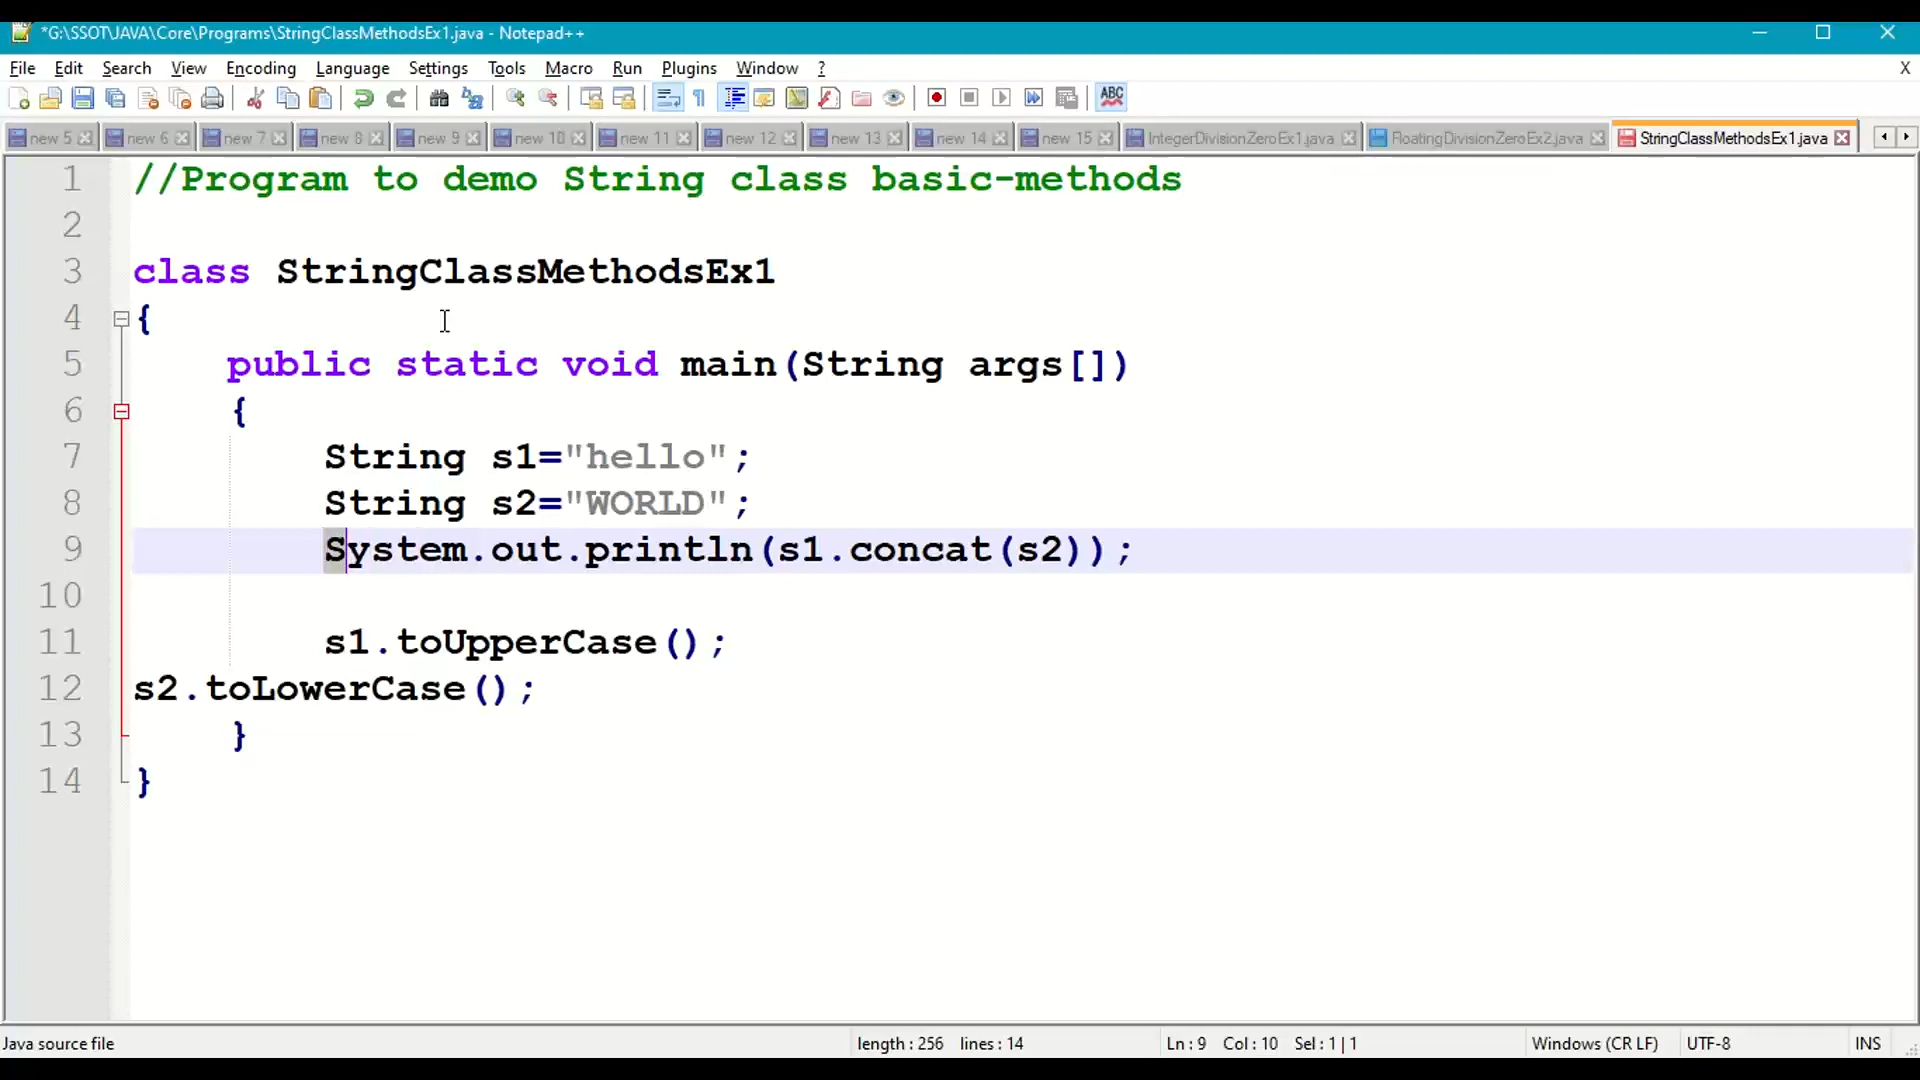 *G:\SSOT\JAVA\Core\Programs\StringClassMethodsEx1.java - Notepad++
File Edit Search View Encoding Language Settings Tools Macro Run Plugins Window ? X
ABC
new 5 new 6 new 7 new 8 new 9 new 10 new 11 new 12 new 13 new 14 new 15 IntegerDivisionZeroEx1.java FloatingDivisionZeroEx2.java StringClassMethodsEx1.java
1 //Program to demo String class basic-methods
2
3 class StringClassMethodsEx1
4 {
5 public static void main(String args[])
6 {
7 String s1="hello";
8 String s2="WORLD";
9 System.out.println(s1.concat(s2));
10
11 s1.toUpperCase();
12 s2.toLowerCase();
13 }
14 }
Java source file length : 256 lines : 14 Ln : 9 Col : 10 Sel : 1 | 1 Windows (CR LF) UTF-8 INS